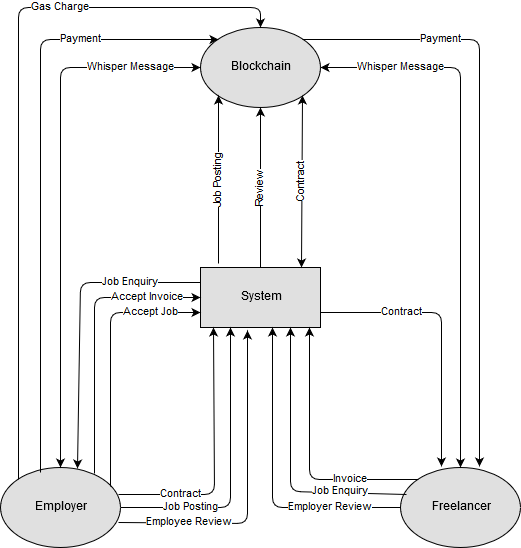 Gas Charge
Payment
Payment
Blockchain
Whisper Message
Whisper Message
Job Posting
Review
Contract
Job Enquiry
Accept Invoice
System
Accept Job
Contract
Invoice
Contract
Job Enquiry
Employer
Job Posting
Employer Review
Freelancer
Employee Review